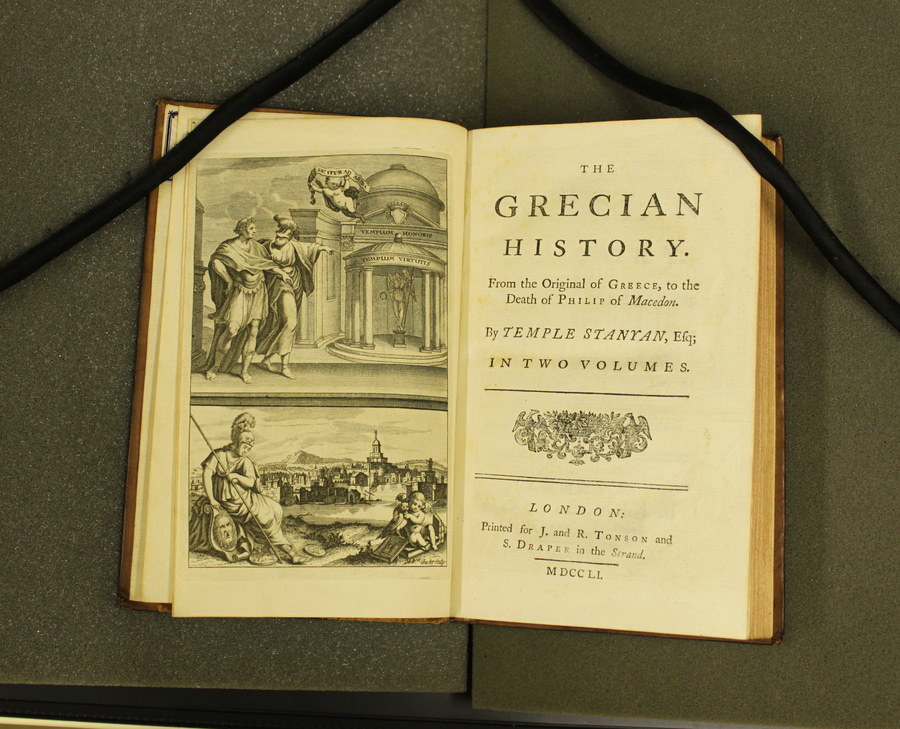 TEMPLUM HONORIS
TEMPLUM VIRTUTIS
THE
GRECIAN
HISTORY.
From the Original of GREECE, to the
Death of PHILIP of Macedon.
By TEMPLE STANYAN, Eſq;
IN TWO VOLUMES.
LONDON:
Printed for J. and R. TONSON and
S. DRAPER in the Strand.
MDCCLI.